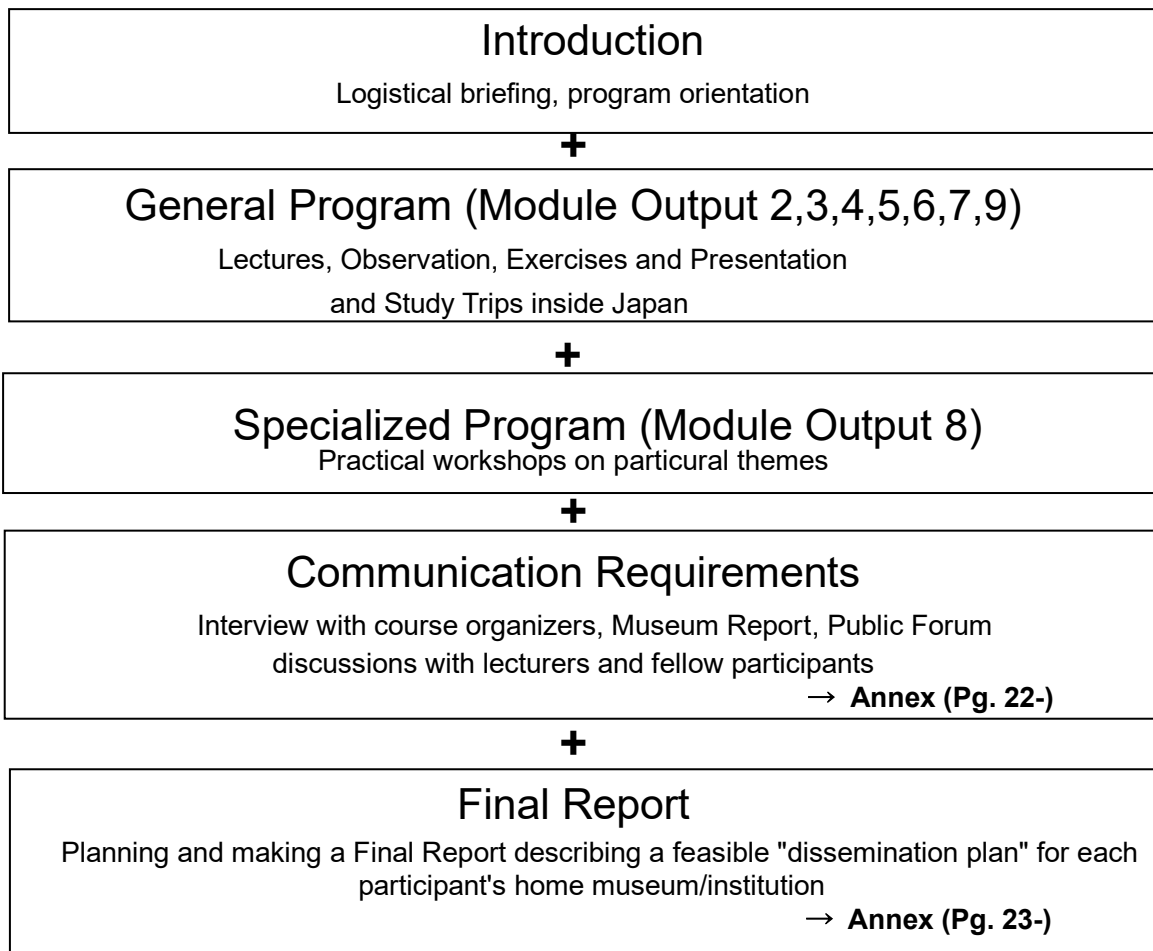 Introduction
Logistical briefing, program orientation
+
General Program (Module Output 2,3,4,5,6,7,9)
Lectures, Observation, Exercises and Presentation
and Study Trips inside Japan
+
Specialized Program (Module Output 8)
Practical workshops on particural themes
+
Communication Requirements
Interview with course organizers, Museum Report, Public Forum
discussions with lecturers and fellow participants
→ Annex (Pg. 22-)
+
Final Report
Planning and making a Final Report describing a feasible "dissemination plan" for each
participant's home museum/institution
→ Annex (Pg. 23-)